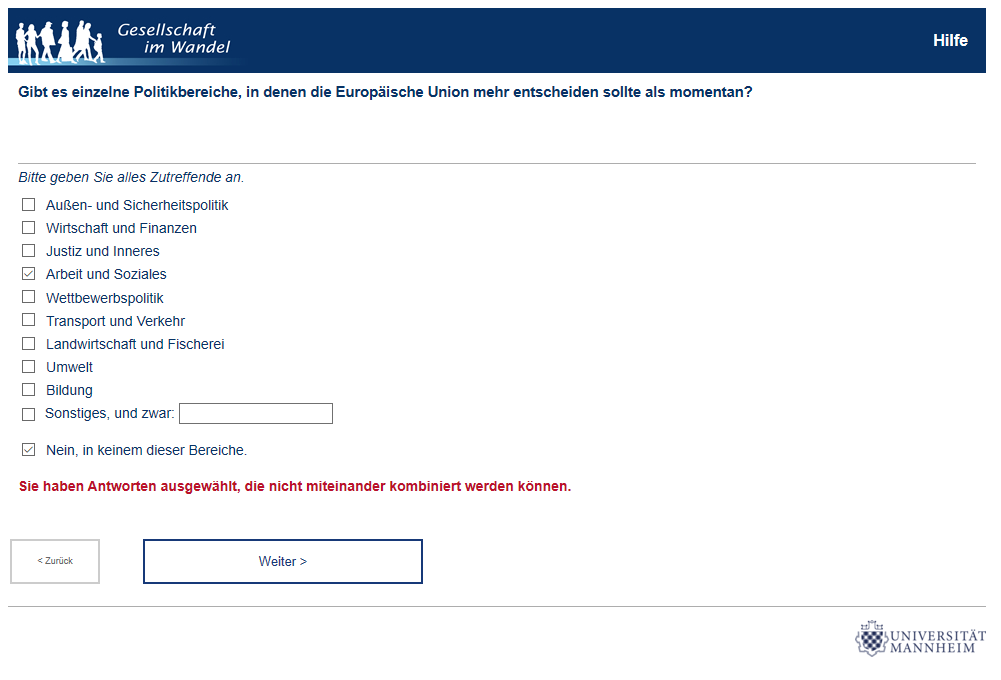 Gesellschaft
im Wandel
Hilfe
Gibt es einzelne Politikbereiche, in denen die Europäische Union mehr entscheiden sollte als momentan?
Bitte geben Sie alles Zutreffende an.
Außen- und Sicherheitspolitik
Wirtschaft und Finanzen
Justiz und Inneres
Arbeit und Soziales
Wettbewerbspolitik
Transport und Verkehr
Landwirtschaft und Fischerei
Umwelt
Bildung
Sonstiges, und zwar:
Nein, in keinem dieser Bereiche.
Sie haben Antworten ausgewählt, die nicht miteinander kombiniert werden können.
< Zurück
Weiter >
UNIVERSITÄT
MANNHEIM